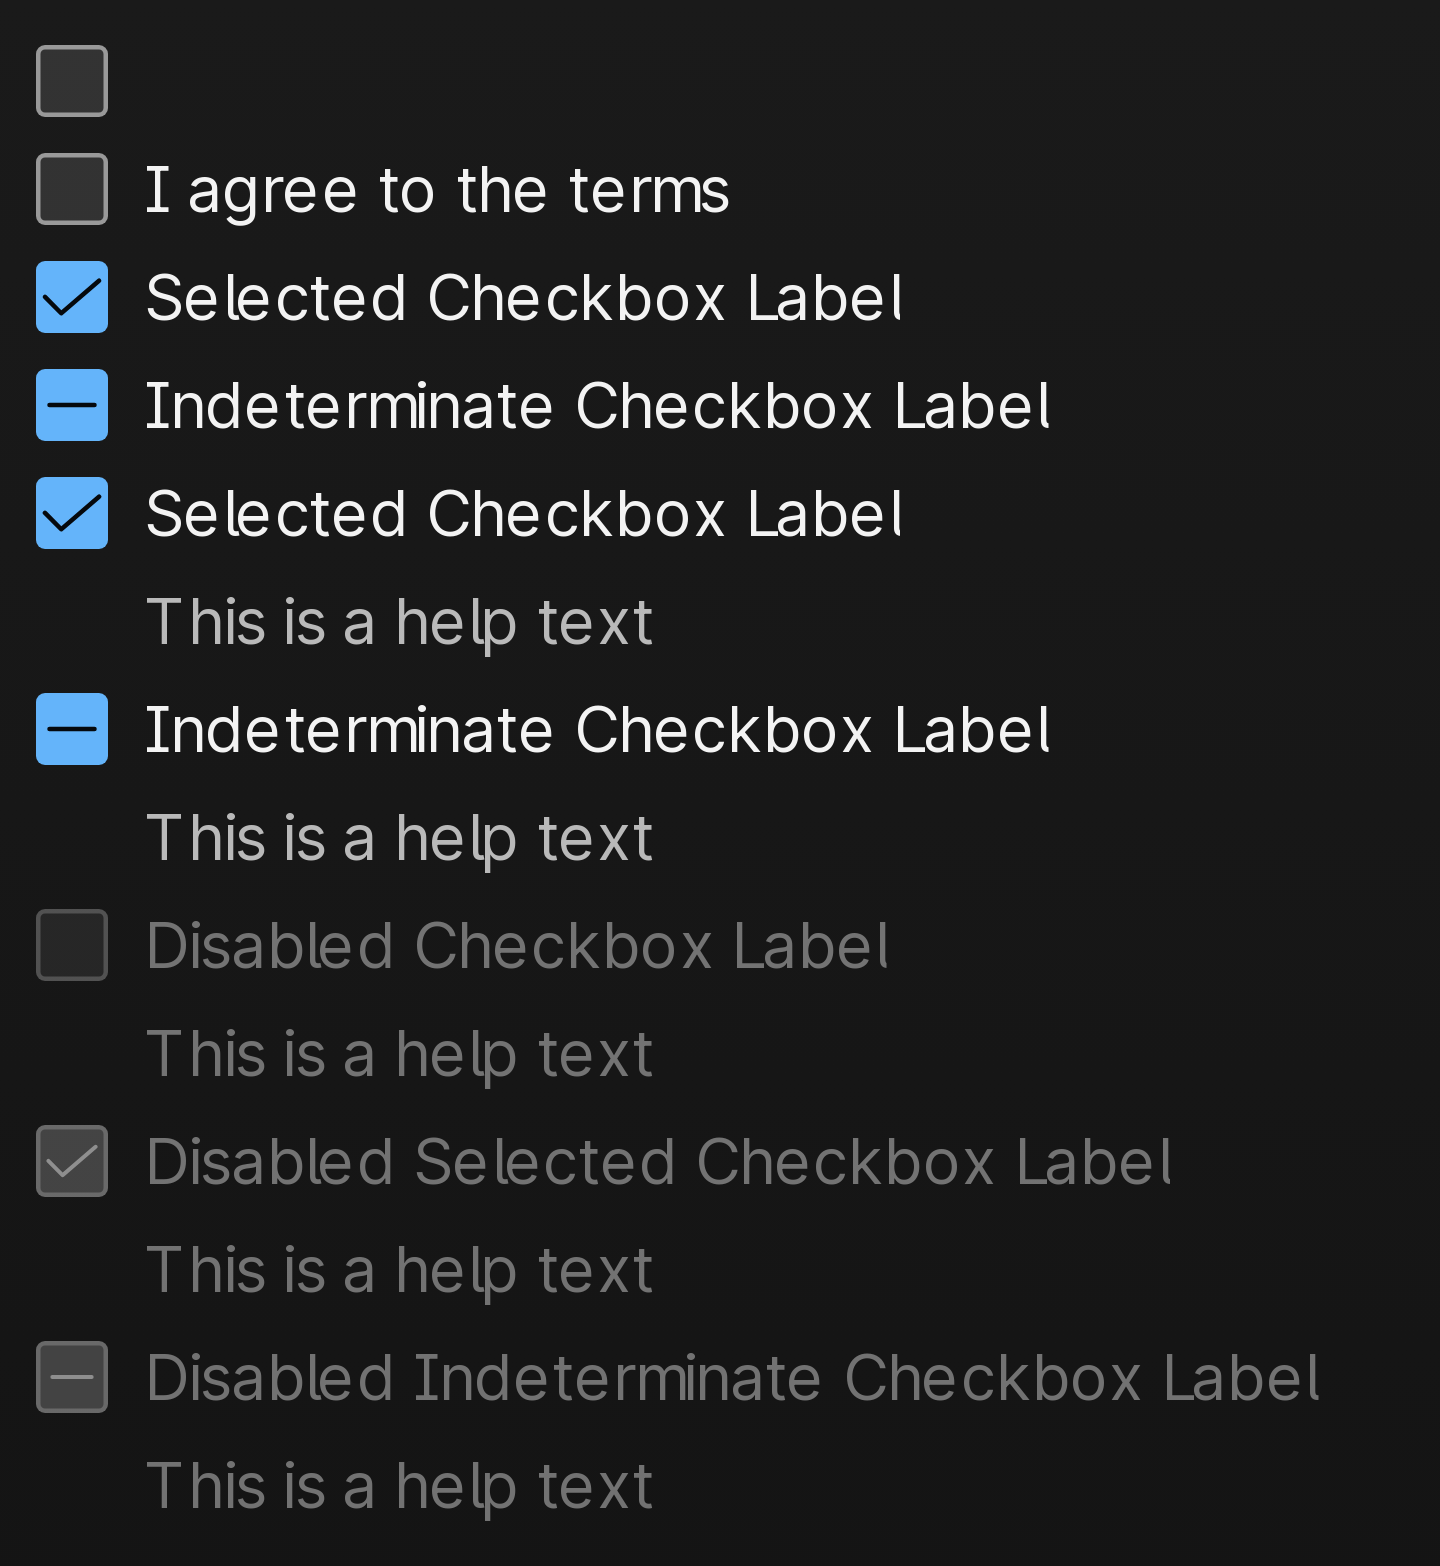 I agree to the terms
Selected Checkbox Label
Indeterminate Checkbox Label
Selected Checkbox Label
This is a help text
Indeterminate Checkbox Label
This is a help text
Disabled Checkbox Label
This is a help text
Disabled Selected Checkbox Label
This is a help text
Disabled Indeterminate Checkbox Label
This is a help text